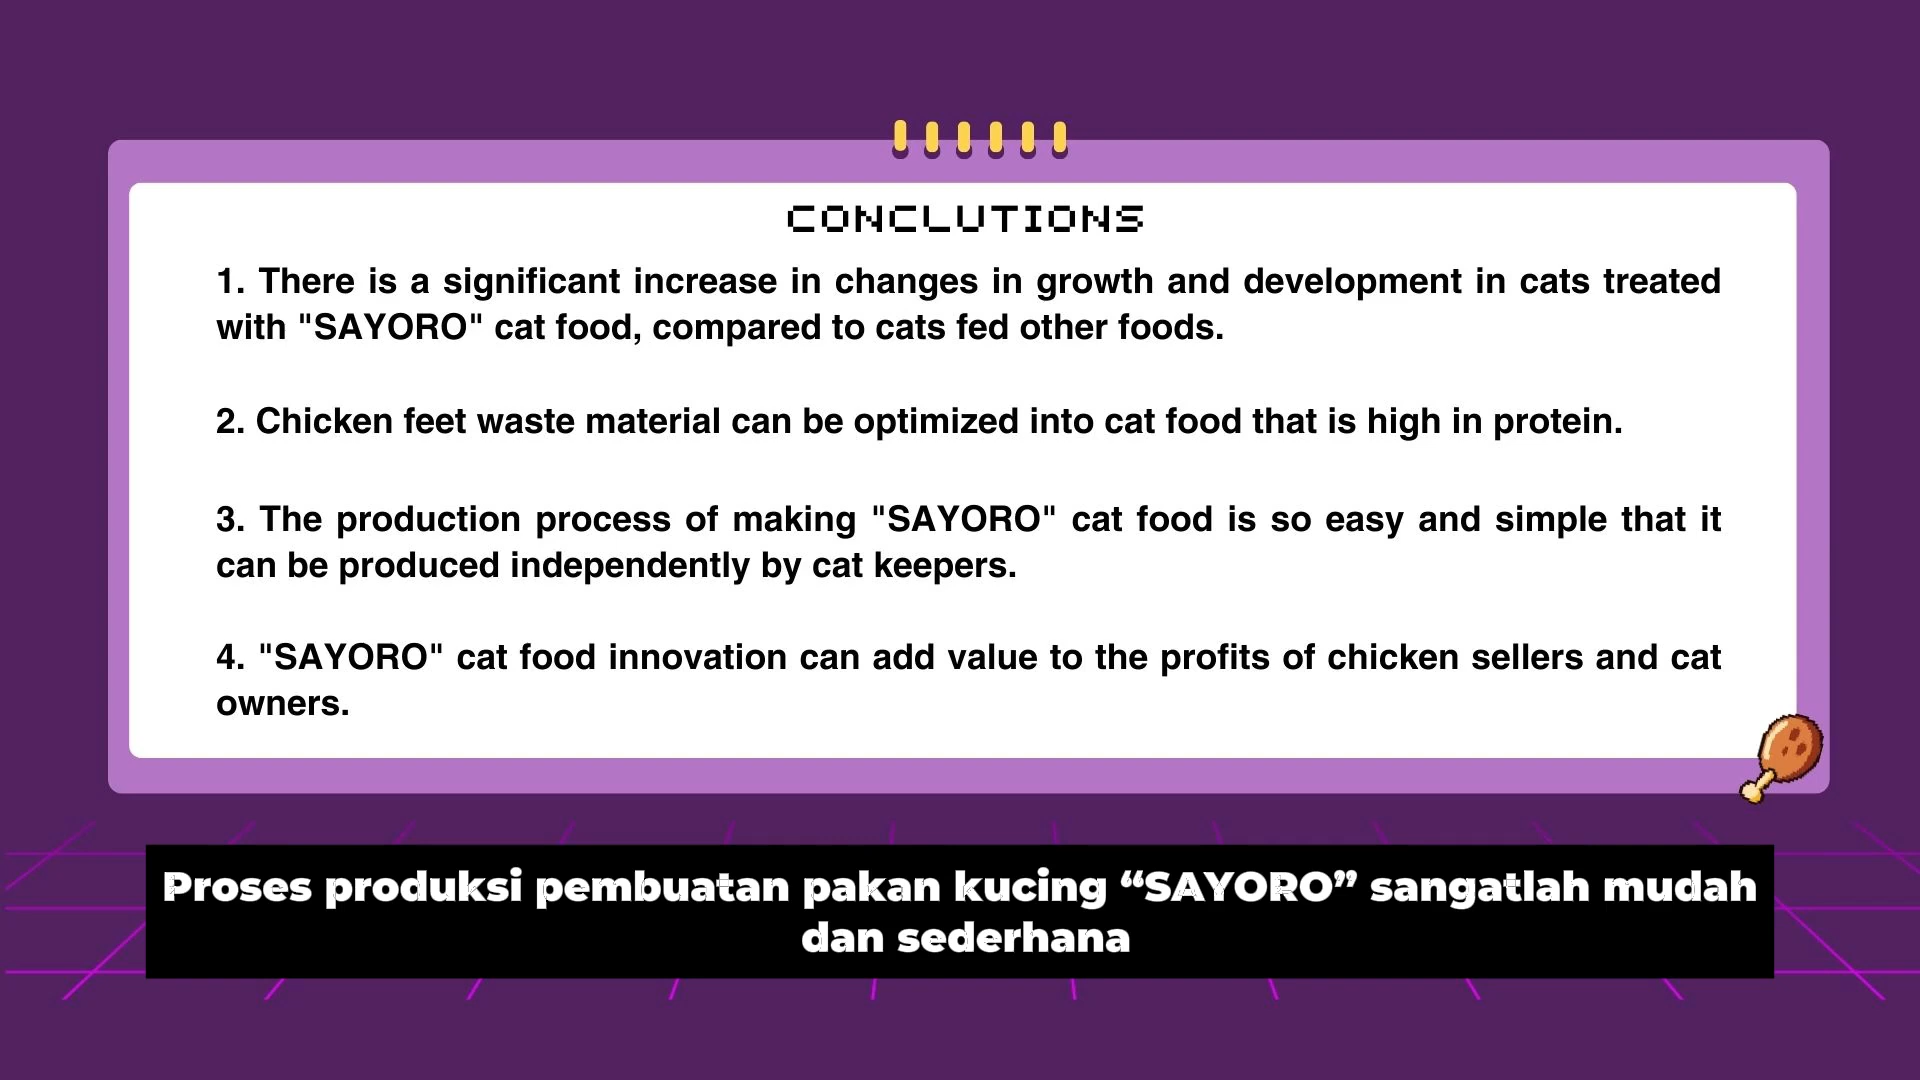 CONCLUTIONS
1. There is a significant increase in changes in growth and development in cats treated
with "SAYORO" cat food, compared to cats fed other foods.
2. Chicken feet waste material can be optimized into cat food that is high in protein.
3. The production process of making "SAYORO" cat food is so easy and simple that it
can be produced independently by cat keepers.
4. "SAYORO" cat food innovation can add value to the profits of chicken sellers and cat
owners.
Proses produksi pembuatan pakan kucing “SAYORO” sangatlah mudah
dan sederhana